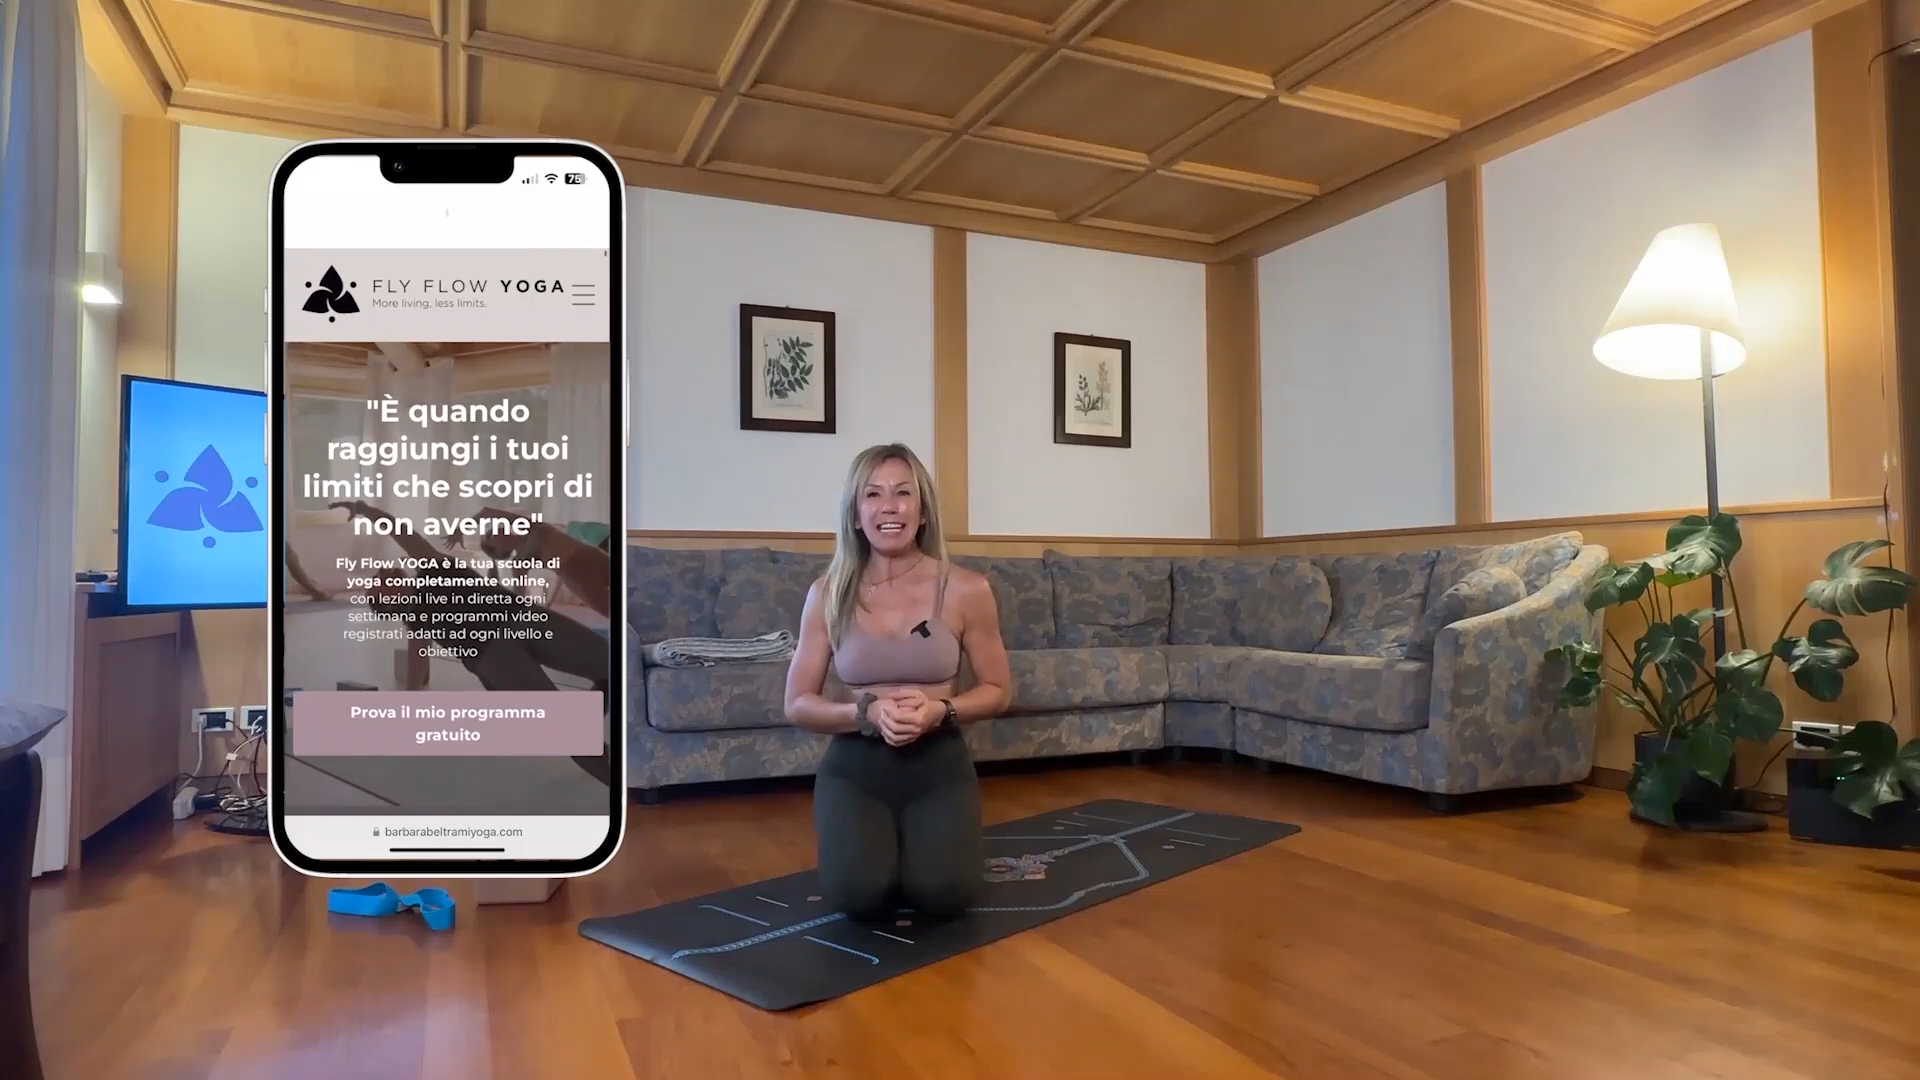 75
FLY FLOW YOGA
More living, less limits.
"È quando
raggiungi i tuoi
limiti che scopri di
non averne"
Fly Flow YOGA è la tua scuola di
yoga completamente online,
con lezioni live in diretta ogni
settimana e programmi video
registrati adatti ad ogni livello e
obiettivo
Prova il mio programma
gratuito
barbarabeltramiyoga.com